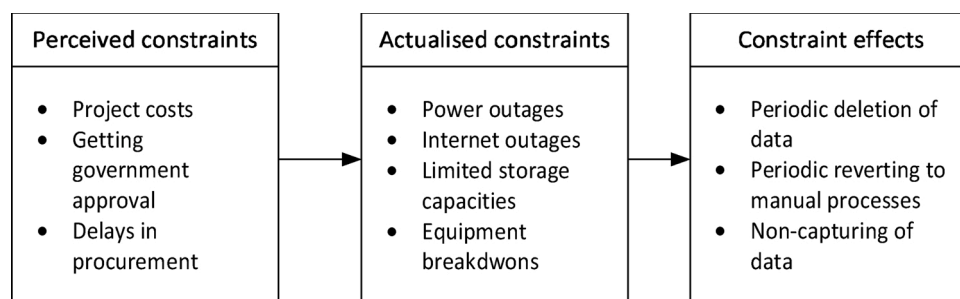 Perceived constraints
• Project costs
• Getting
government
approval
• Delays in
procurement
Actualised constraints
• Power outages
• Internet outages
• Limited storage
capacities
• Equipment
breakdwons
Constraint effects
• Periodic deletion of
data
• Periodic reverting to
manual processes
• Non-capturing of
data